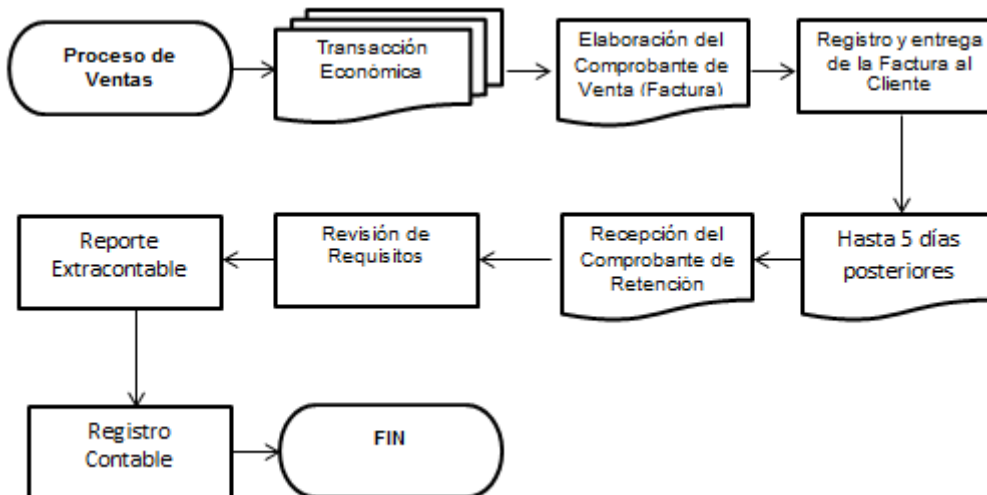 Proceso de
Ventas
Transacción
Económica
Elaboración del
Comprobante de
Venta (Factura)
Registro y entrega
de la Factura al
Cliente
Hasta 5 días
posteriores
Recepción del
Comprobante de
Retención
Revisión de
Requisitos
Reporte
Extracontable
Registro
Contable
FIN